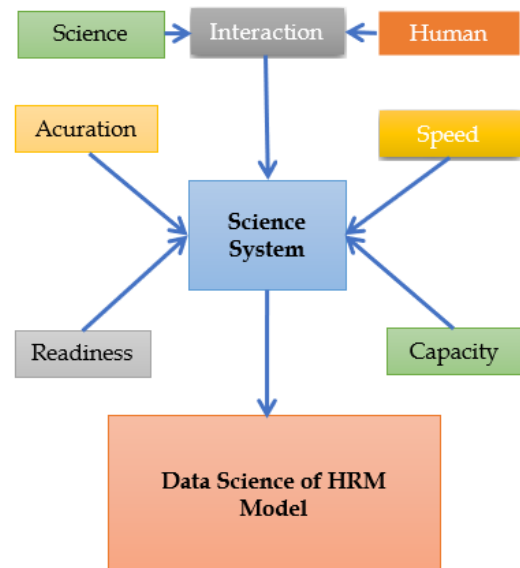 Science
Interaction
Human
Acuration
Speed
Science
System
Readiness
Capacity
Data Science of HRM
Model